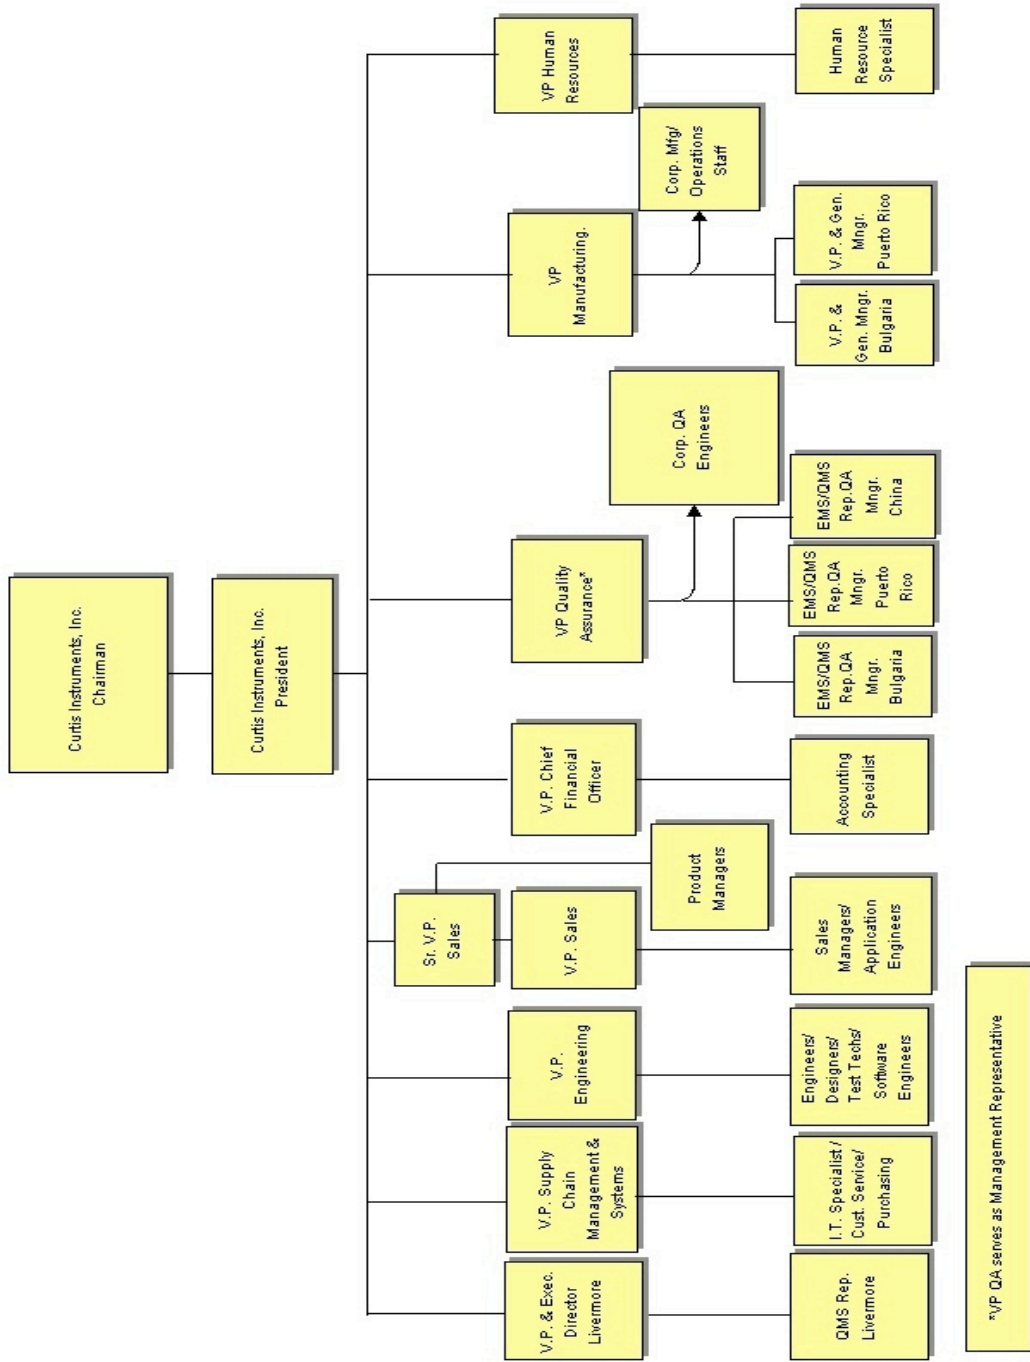 Curtis Instruments, Inc.
Chairman
Curtis Instruments, Inc.
President
V.P. & Exec.
Director
Livermore
V.P. Supply
Chain
Management &
Systems
V.P.
Engineering
Sr. V.P.
Sales
V.P. Sales
V.P. Chief
Financial
Officer
VP Quality
Assurance*
VP
Manufacturing.
VP Human
Resources
Product
Managers
Corp. QA
Engineers
Corp. Mfg/
Operations
Staff
QMS Rep.
Livermore
I.T. Specialist /
Cust. Service/
Purchasing
Engineers/
Designers/
Test Techs/
Software
Engineers
Sales
Managers/
Application
Engineers
Accounting
Specialist
EMS/QMS
Rep.QA
Mngr.
Bulgaria
EMS/QMS
Rep.QA
Mngr.
Puerto
Rico
EMS/QMS
Rep.QA
Mngr.
China
V.P. &
Gen. Mngr.
Bulgaria
V.P. & Gen.
Mngr.
Puerto Rico
Human
Resource
Specialist
*VP QA serves as Management Representative